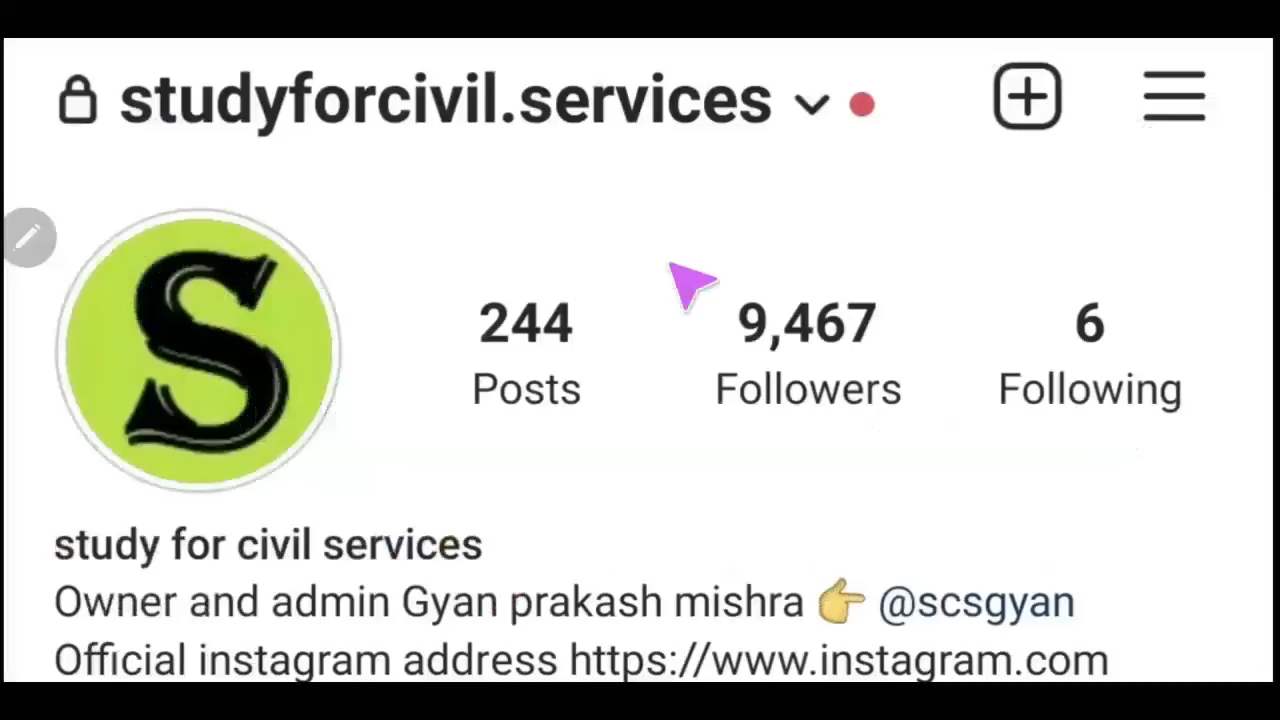 studyforcivil.services
S
244 9,467 6
Posts Followers Following
study for civil services
Owner and admin Gyan prakash mishra 👉 @scsgyan
Official instagram address https://www.instagram.com